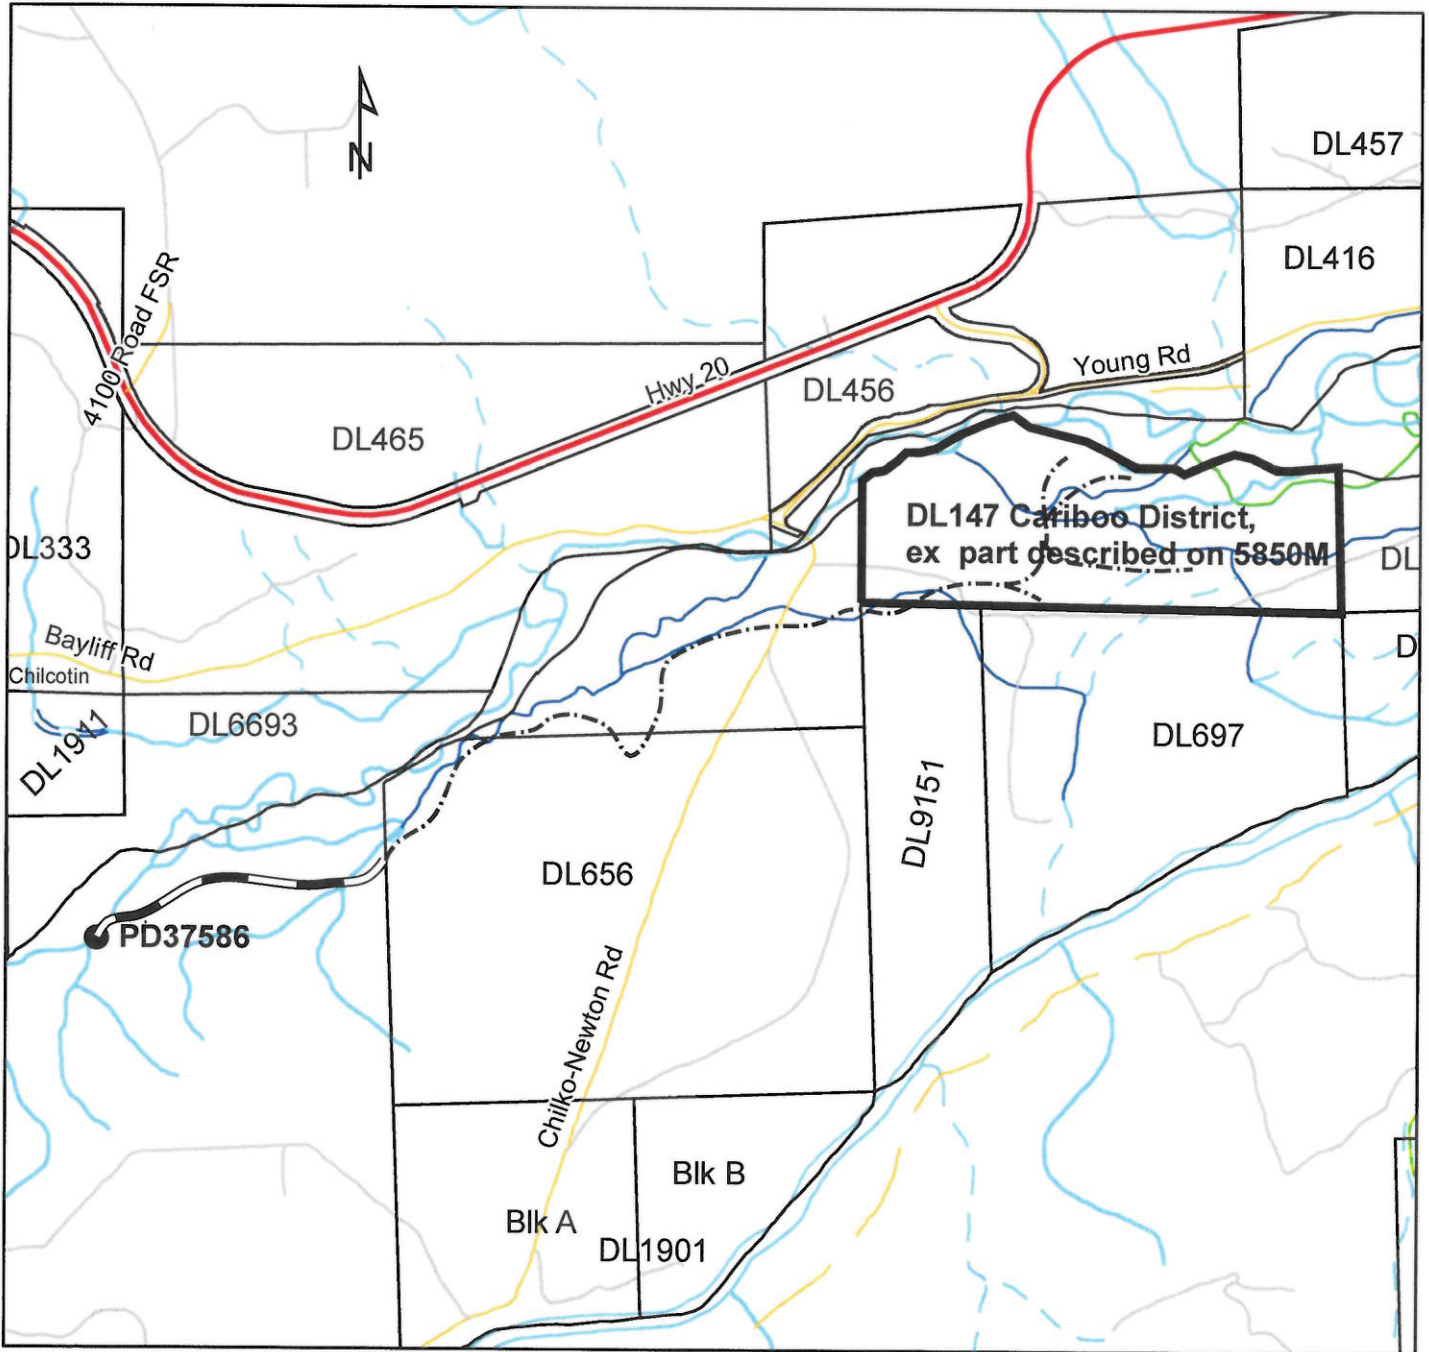 N
DL457
DL416
4100 Road FSR
Hwy 20
Young Rd
DL456
DL465
DL147 Cariboo District,
ex part described on 5850M
DL333
DL
Bayliff Rd
Chilcotin
D
DL6693
DL1911
DL697
DL9151
DL656
PD37586
Chilko-Newton Rd
Blk B
Blk A
DL1901